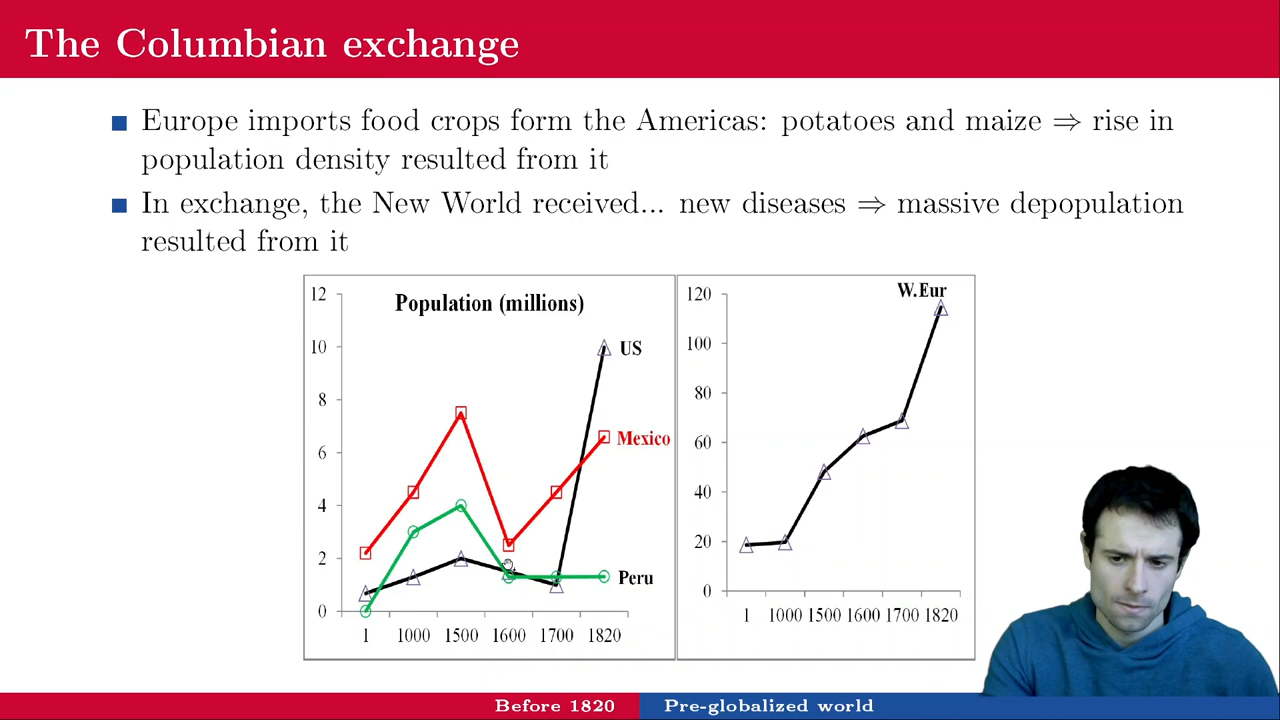 The Columbian exchange
Europe imports food crops form the Americas: potatoes and maize ⇒ rise in
population density resulted from it
In exchange, the New World received... new diseases ⇒ massive depopulation
resulted from it
Population (millions)
12
10
8
6
4
2
0
US
Mexico
Peru
1 1000 1500 1600 1700 1820
W.Eur
120
100
80
60
40
20
0
1 1000 1500 1600 1700 1820
Before 1820 Pre-globalized world